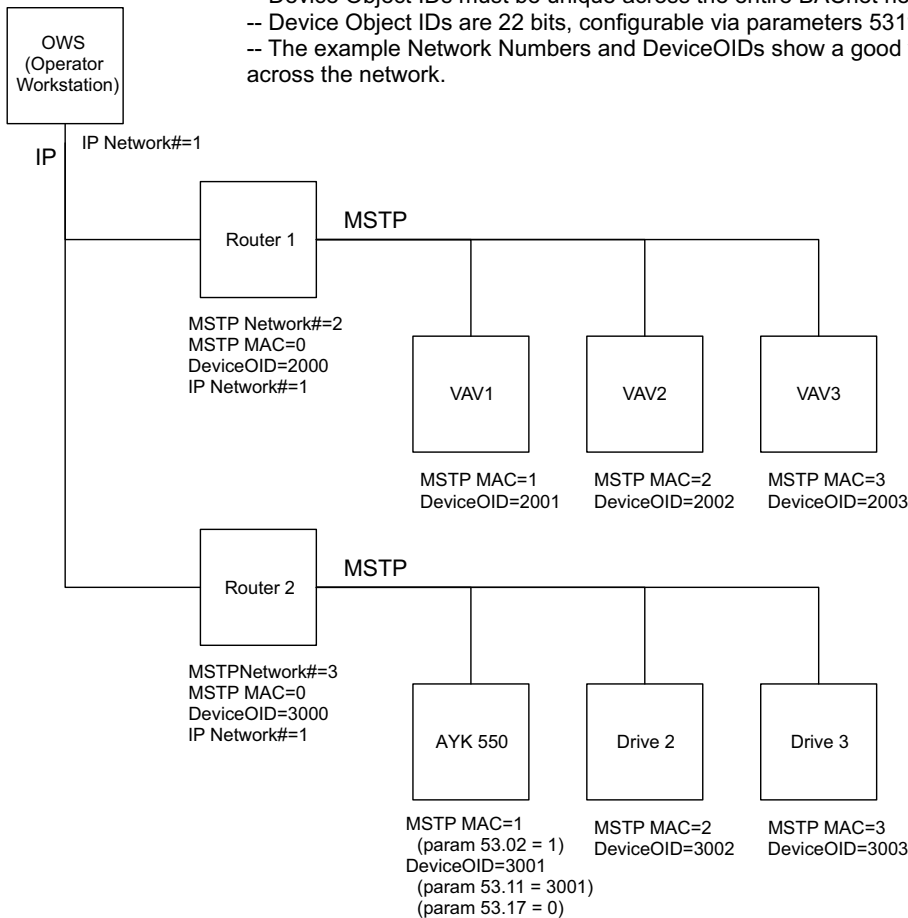 -- Device Object IDs are 22 bits, configurable via parameters 531
-- The example Network Numbers and DeviceOIDs show a good
across the network.
OWS
(Operator
Workstation)
IP
IP Network#=1
Router 1
MSTP
MSTP Network#=2
MSTP MAC=0
DeviceOID=2000
IP Network#=1
VAV1
VAV2
VAV3
MSTP MAC=1
DeviceOID=2001
MSTP MAC=2
DeviceOID=2002
MSTP MAC=3
DeviceOID=2003
Router 2
MSTP
MSTPNetwork#=3
MSTP MAC=0
DeviceOID=3000
IP Network#=1
AYK 550
Drive 2
Drive 3
MSTP MAC=1
(param 53.02 = 1)
DeviceOID=3001
(param 53.11 = 3001)
(param 53.17 = 0)
MSTP MAC=2
DeviceOID=3002
MSTP MAC=3
DeviceOID=3003